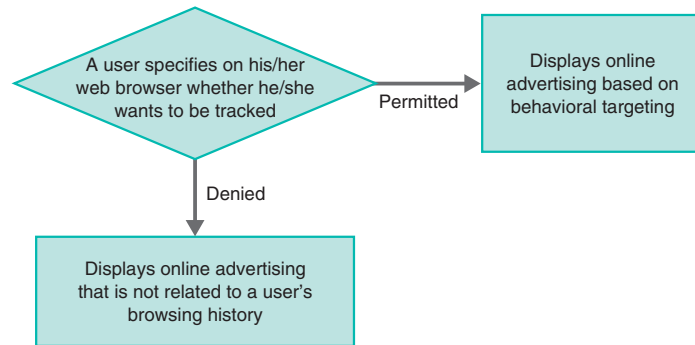 A user specifies on his/her
web browser whether he/she
wants to be tracked
Permitted
Displays online
advertising based on
behavioral targeting
Denied
Displays online advertising
that is not related to a user's
browsing history